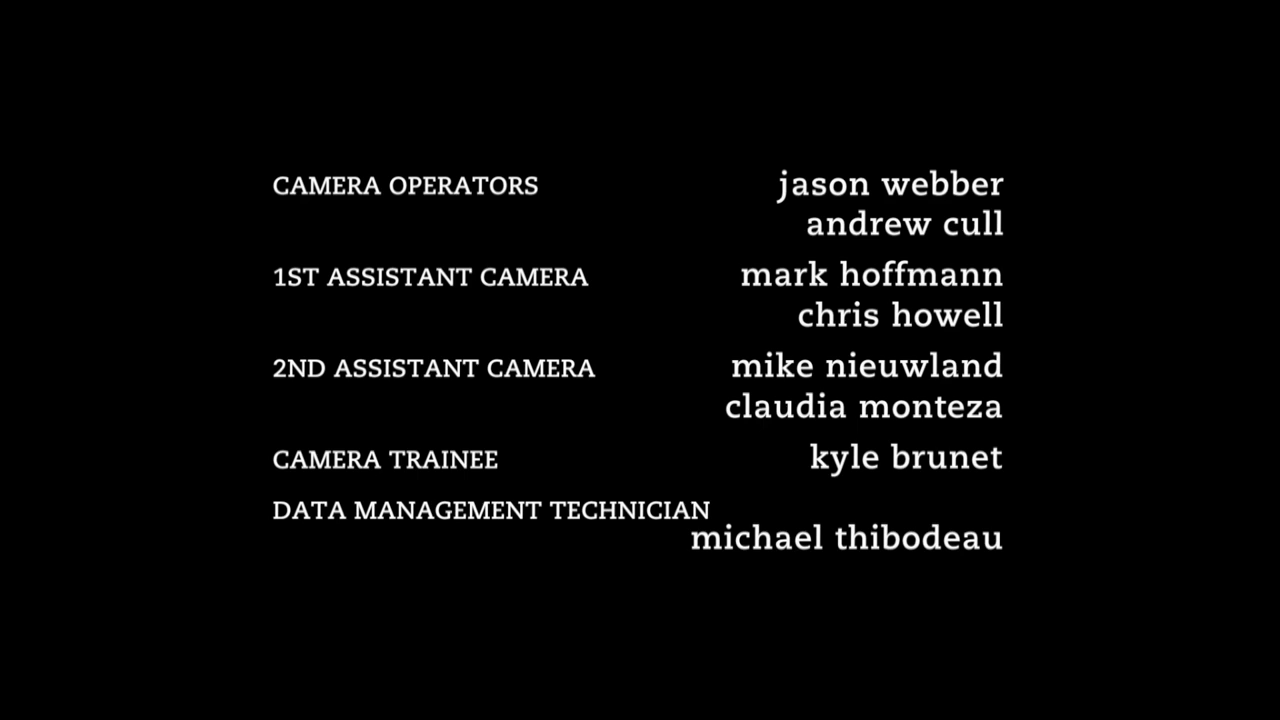 CAMERA OPERATORS jason webber
andrew cull
1ST ASSISTANT CAMERA mark hoffmann
chris howell
2ND ASSISTANT CAMERA mike nieuwland
claudia monteza
CAMERA TRAINEE kyle brunet
DATA MANAGEMENT TECHNICIAN
michael thibodeau